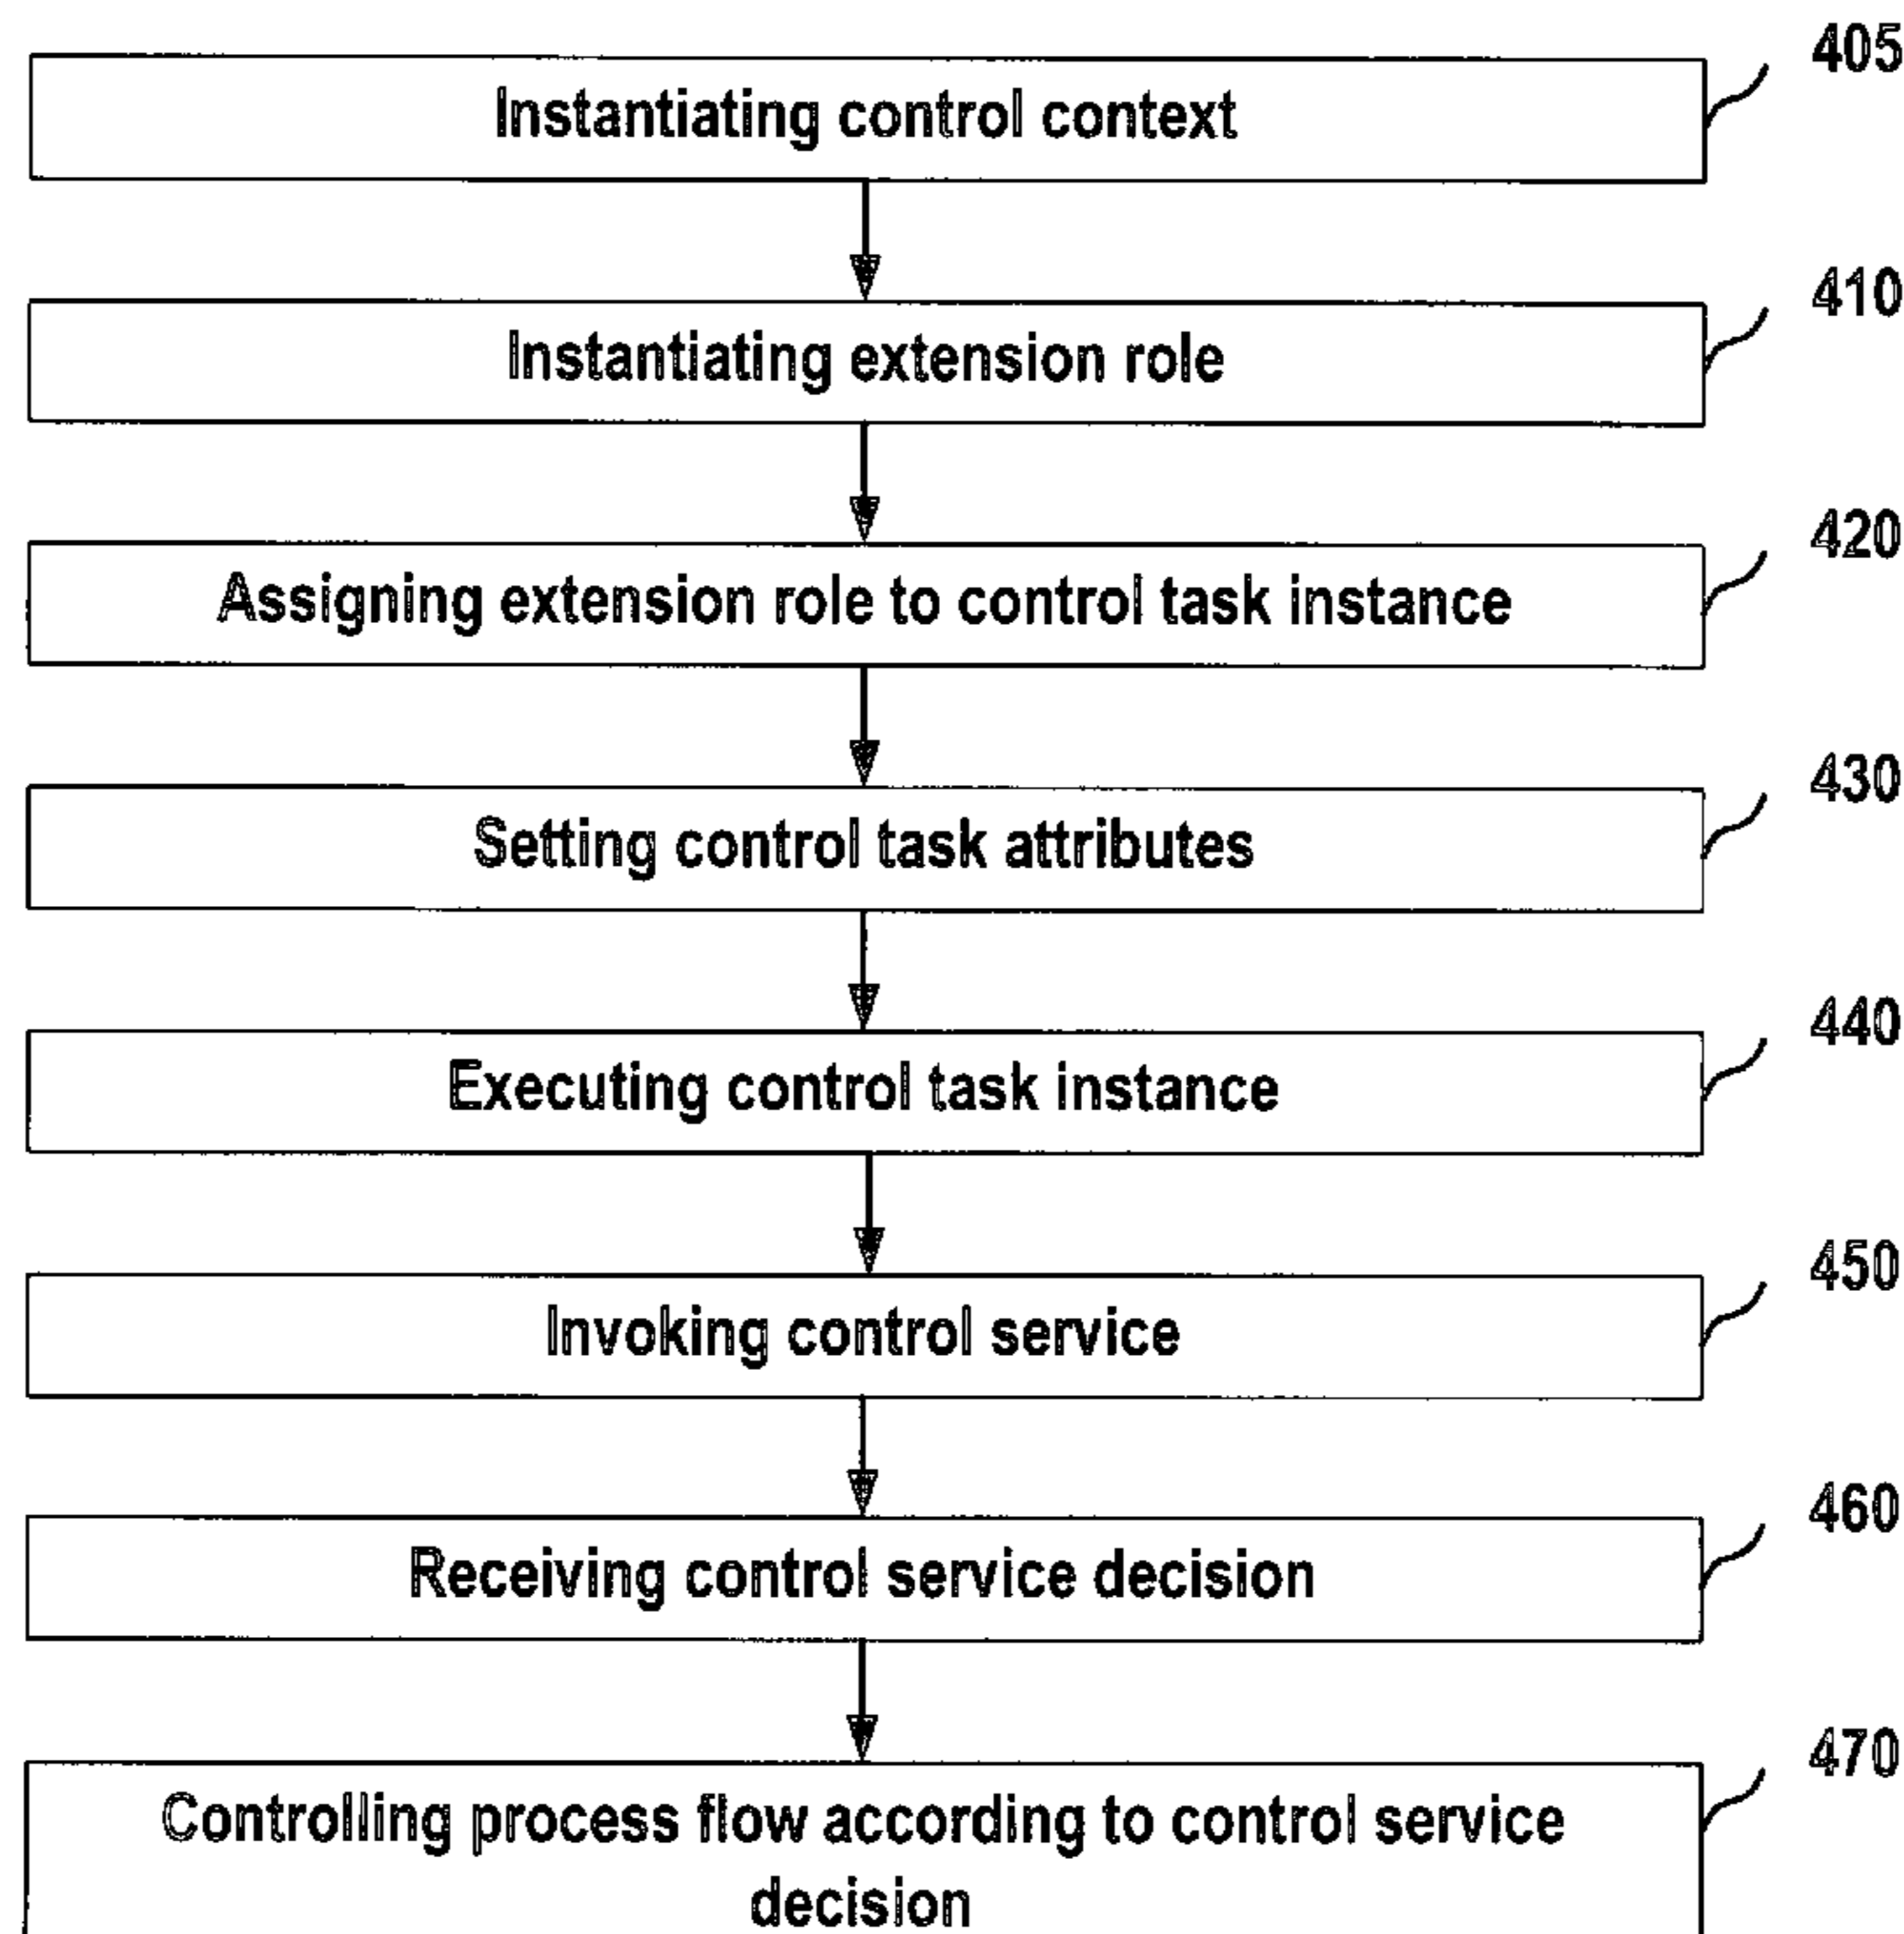 405
Instantiating control context
410
Instantiating extension role
420
Assigning extension role to control task instance
430
Setting control task attributes
440
Executing control task instance
450
Invoking control service
460
Receiving control service decision
470
Controlling process flow according to control service
decision